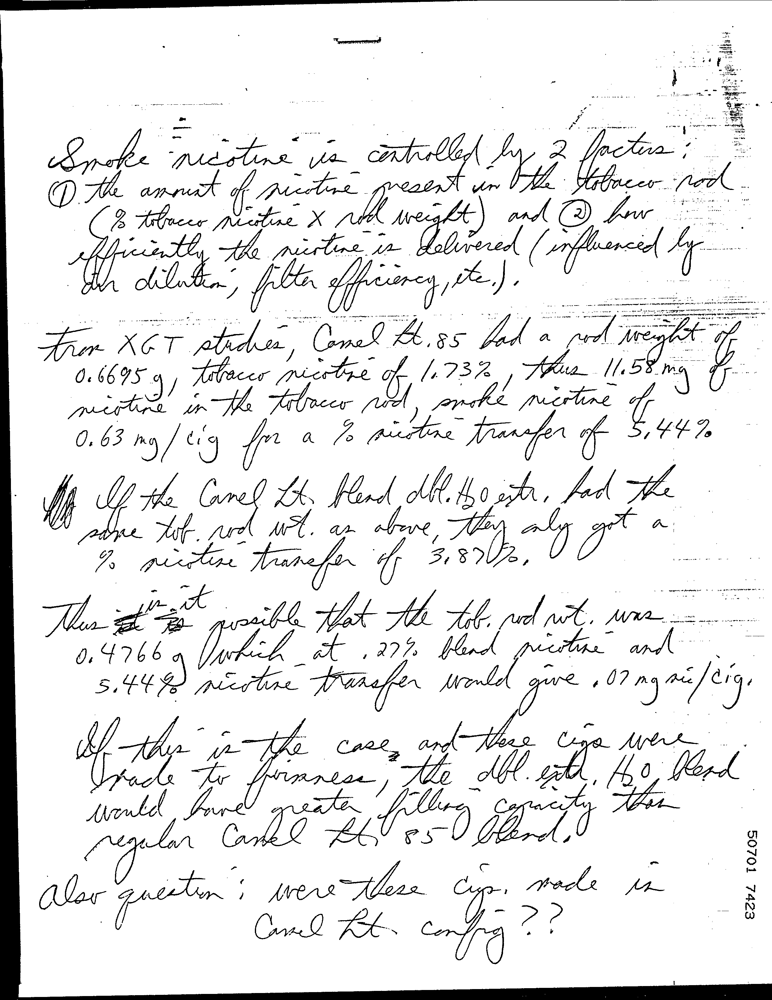 Smoke nicotine is controlled by 2 factors:
① the amount of nicotine present in the tobacco rod
(% tobacco nicotine X rod weight) and ② how
efficiently the nicotine is delivered (influenced by
air dilution, filter efficiency, etc.).
From XGT studies, Camel Lt. 85 had a rod weight of
0.6695 g, tobacco nicotine of 1.73%, thus 11.58 mg of
nicotine in the tobacco rod, smoke nicotine of
0.63 mg/cig for a % nicotine transfer of 5.44%
If the Camel Lt. blend dbl. H2O extr. had the
same tob. rod wt. as above, they only got a
% nicotine transfer of 3.87%.
Thus is it possible that the tob. rod wt. was
0.4766 g which at .27% blend nicotine and
5.44% nicotine transfer would give .07 mg nic/cig.
If this is the case, and these cigs were
made to firmness, the dbl. extd. H2O blend
would have greater filling capacity than
regular Camel Lt. 85 blend.
Also question: were these cigs. made in
Camel Lt. config??
50701 7423